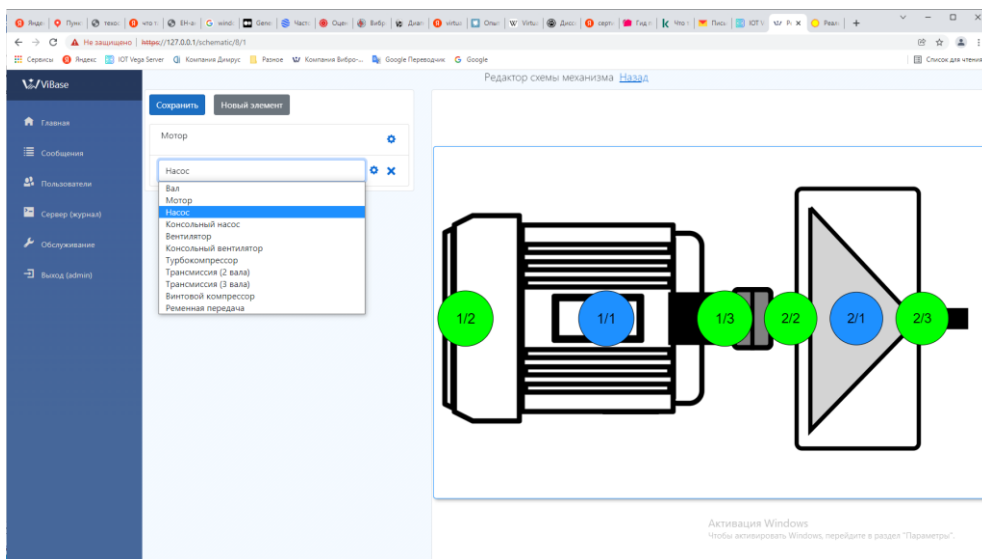 Не защищено
https://127.0.0.1/schematic/8/1
Сервисы
Яндекс
IOT Vega Server
Компания Димрус
Разное
Компания Вибро-...
Google Переводчик
Google
Список для чтения
ViBase
Редактор схемы механизма Назад
Сохранить
Новый элемент
Главная
Сообщения
Пользователи
Сервер (журнал)
Обслуживание
Выход (admin)
Мотор
Насос
Вал
Мотор
Насос
Консольный насос
Вентилятор
Консольный вентилятор
Турбокомпрессор
Трансмиссия (2 вала)
Трансмиссия (3 вала)
Винтовой компрессор
Ременная передача
1/2
1/1
1/3
2/2
2/1
2/3
Активация Windows
Чтобы активировать Windows, перейдите в раздел "Параметры".